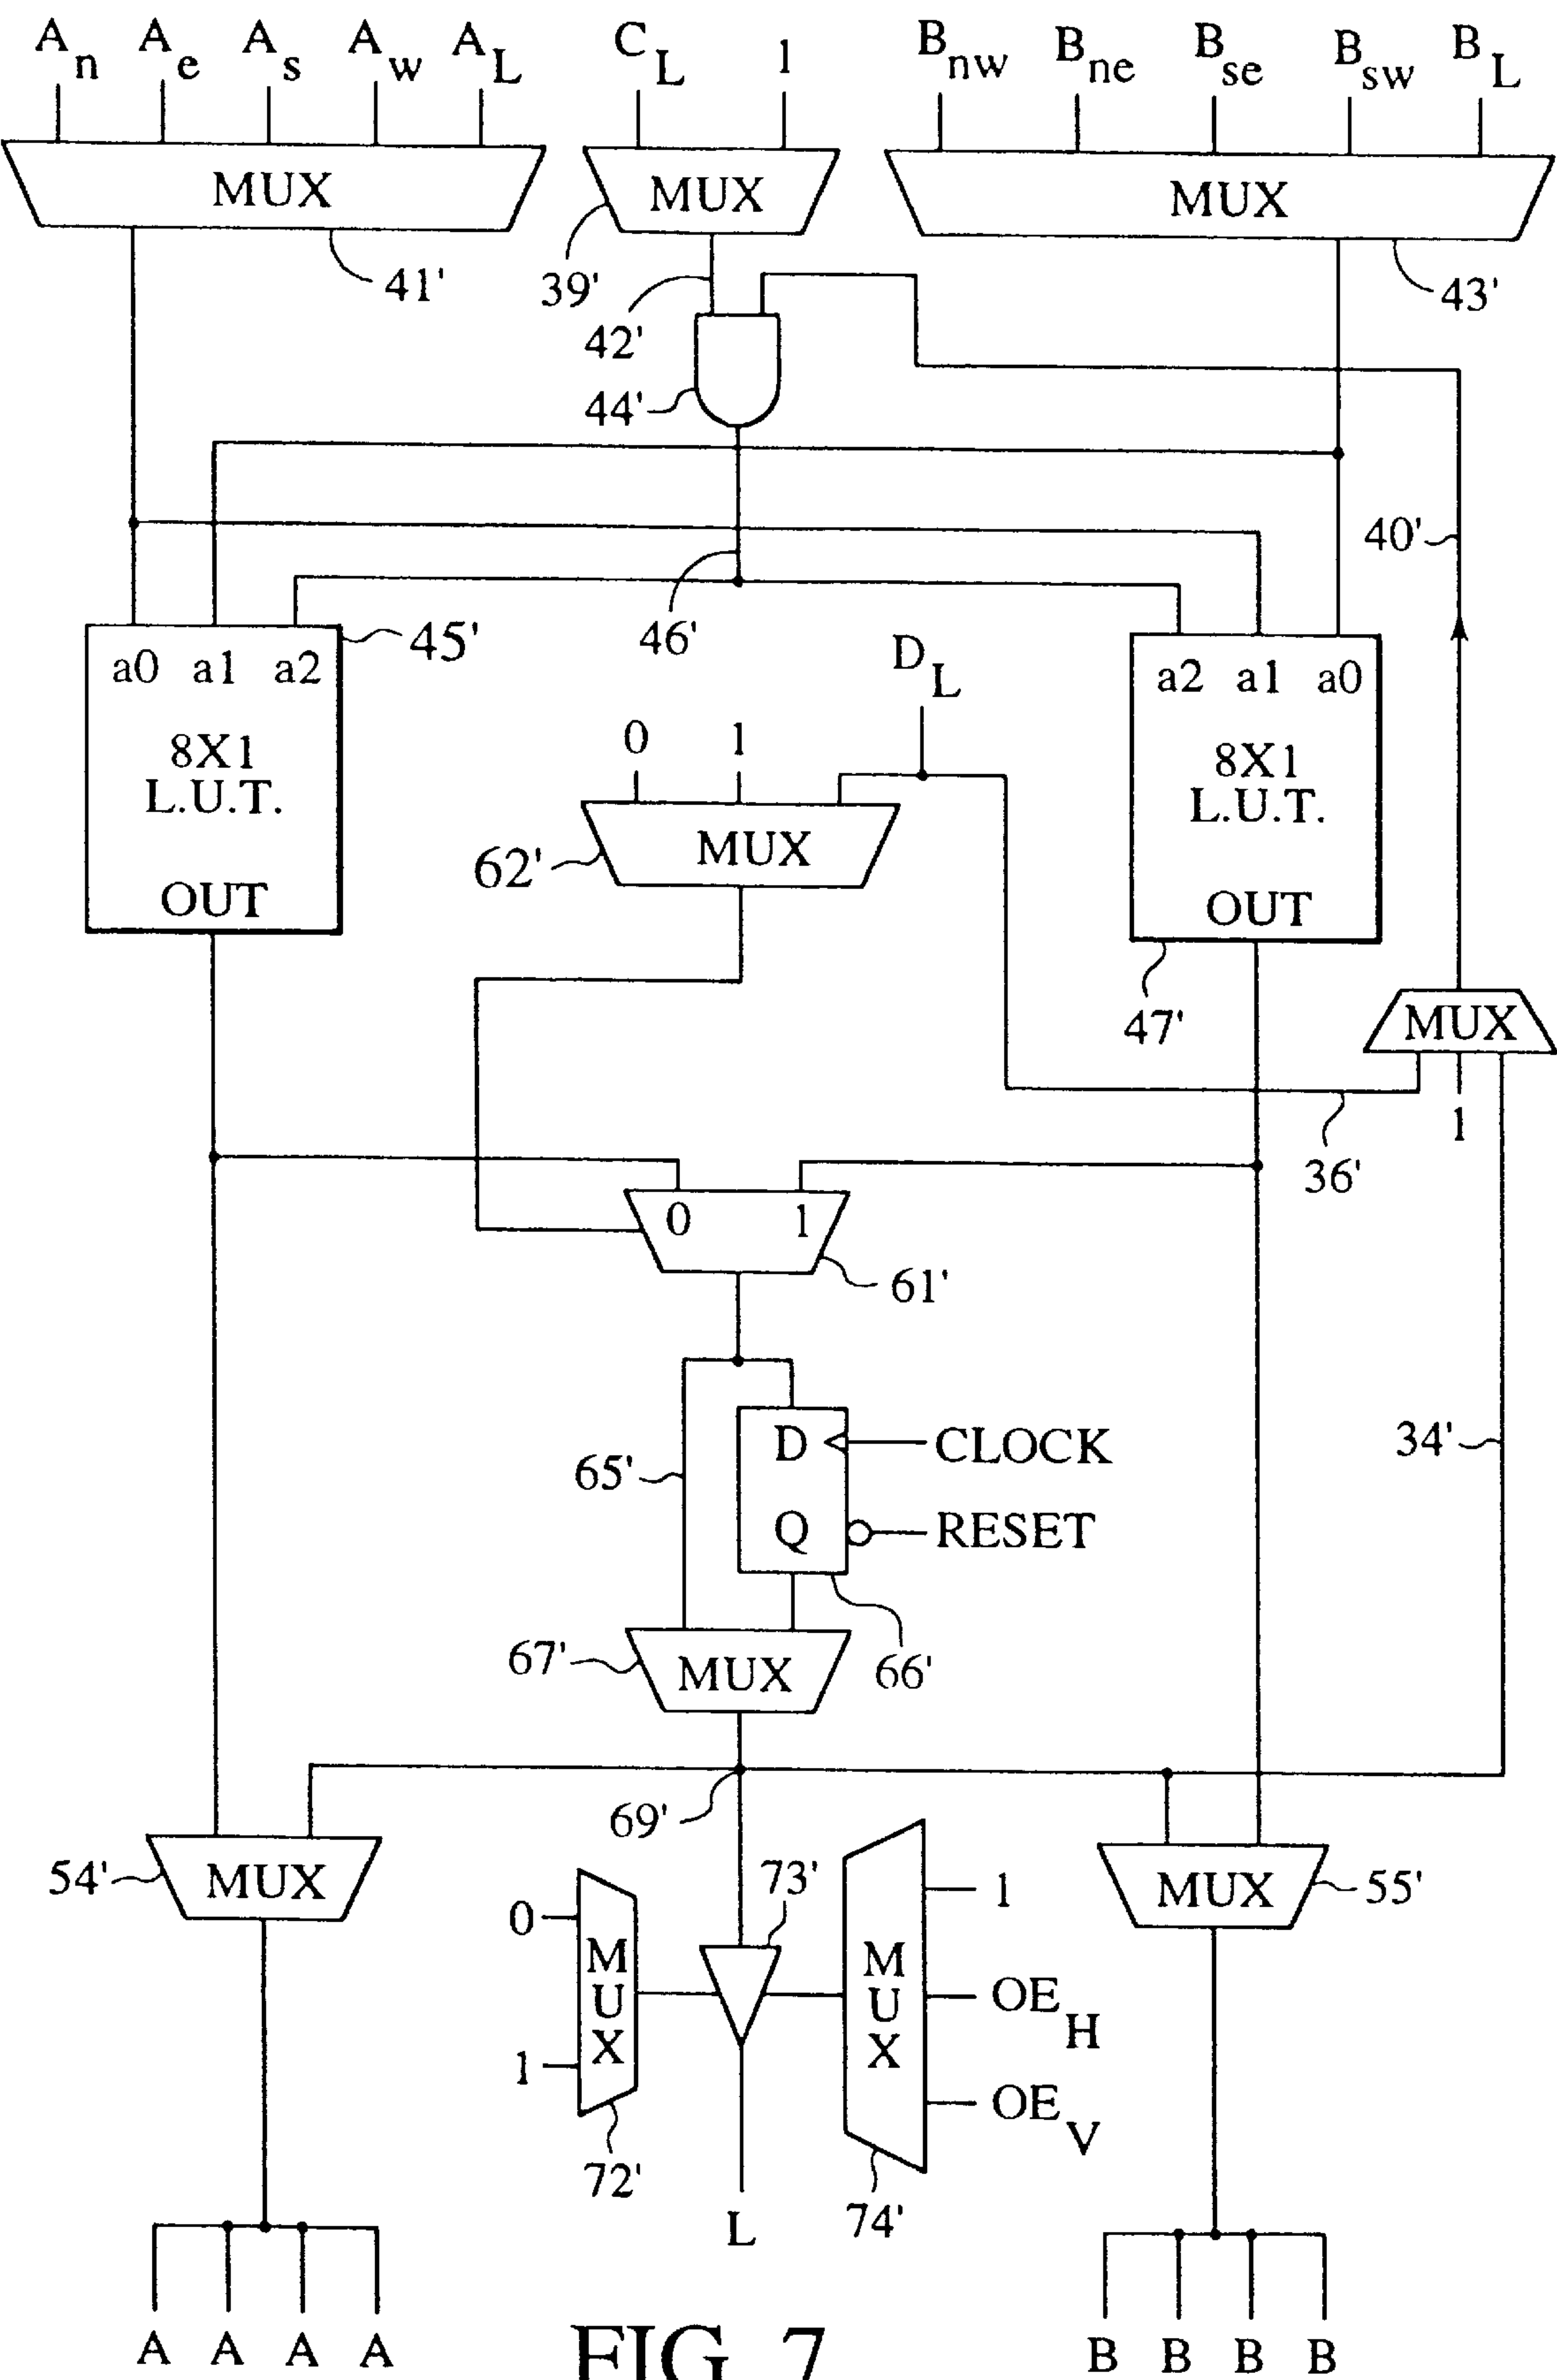 An Ae As Aw AL CL 1 Bnw Bne Bse Bsw BL
MUX MUX MUX
41' 39' 43'
42'
44'
40'
46'
45'
a0 a1 a2
8X1
L.U.T.
OUT
DL
0 1
MUX
62'
a2 a1 a0
8X1
L.U.T.
OUT
47'
MUX
1
36'
0 1
61'
D CLOCK
65'
34'
Q RESET
67' MUX 66'
69'
54' MUX
73'
MUX 55'
0
MUX
1
72'
MUX
1
OEH
OEV
74'
L
A A A A
B B B B
FIG. 7